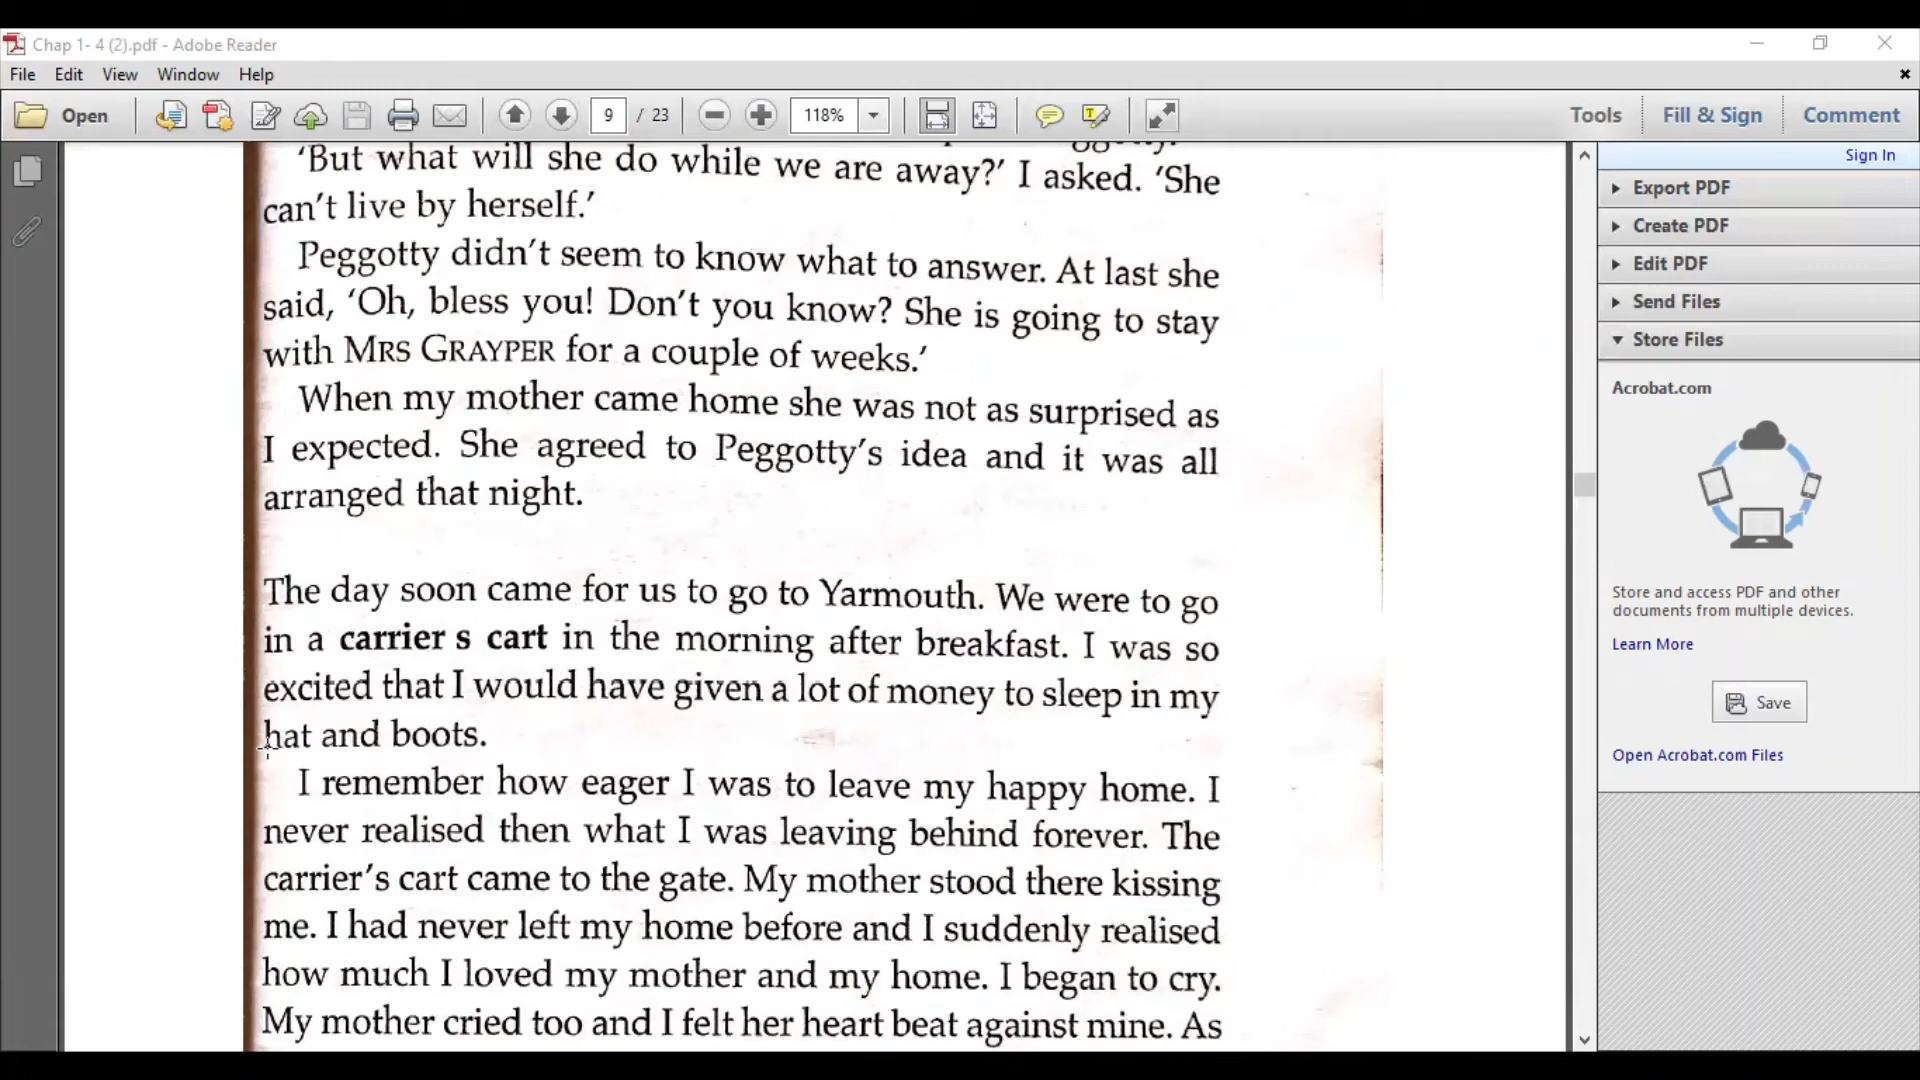 Chap 1- 4 (2).pdf - Adobe Reader
File Edit View Window Help
Open 9 / 23 118% Tools Fill & Sign Comment
Sign In
Export PDF
Create PDF
Edit PDF
Send Files
Store Files
Acrobat.com
Store and access PDF and other
documents from multiple devices.
Learn More
Save
Open Acrobat.com Files
'But what will she do while we are away?' I asked. 'She
can't live by herself.'
Peggotty didn't seem to know what to answer. At last she
said, 'Oh, bless you! Don't you know? She is going to stay
with MRS GRAYPER for a couple of weeks.'
When my mother came home she was not as surprised as
I expected. She agreed to Peggotty's idea and it was all
arranged that night.
The day soon came for us to go to Yarmouth. We were to go
in a carrier s cart in the morning after breakfast. I was so
excited that I would have given a lot of money to sleep in my
hat and boots.
I remember how eager I was to leave my happy home. I
never realised then what I was leaving behind forever. The
carrier's cart came to the gate. My mother stood there kissing
me. I had never left my home before and I suddenly realised
how much I loved my mother and my home. I began to cry.
My mother cried too and I felt her heart beat against mine. As